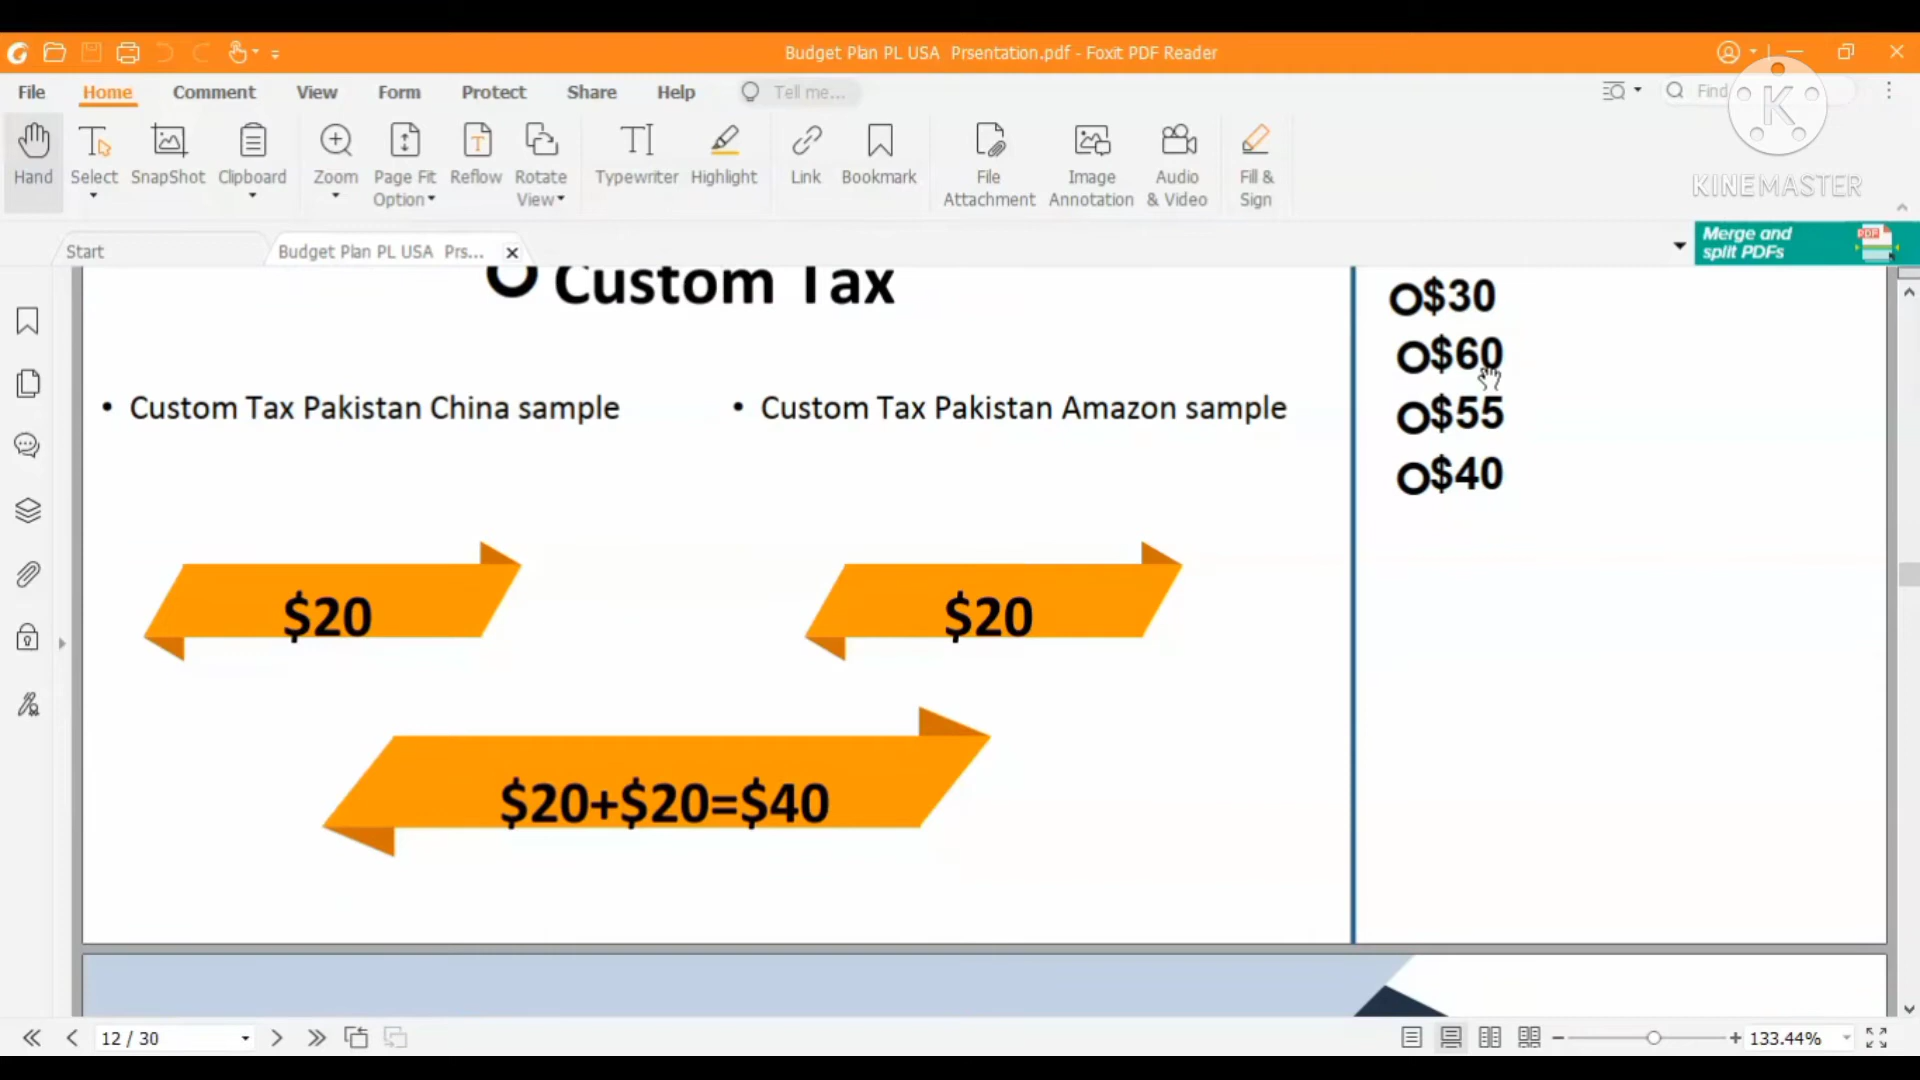 Budget Plan PL USA  Prsentation.pdf - Foxit PDF Reader
File Home Comment View Form Protect Share Help Tell me... Find
KINEMASTER
Hand Select SnapShot Clipboard Zoom Page Fit Option Reflow Rotate View Typewriter Highlight Link Bookmark File Attachment Image Annotation Audio & Video Fill & Sign
Start
Budget Plan PL USA  Prs...
Merge and
split PDFs
PDF
Custom Tax
• Custom Tax Pakistan China sample
• Custom Tax Pakistan Amazon sample
$20
$20
$20+$20=$40
$30
$60
$55
$40
12 / 30
133.44%